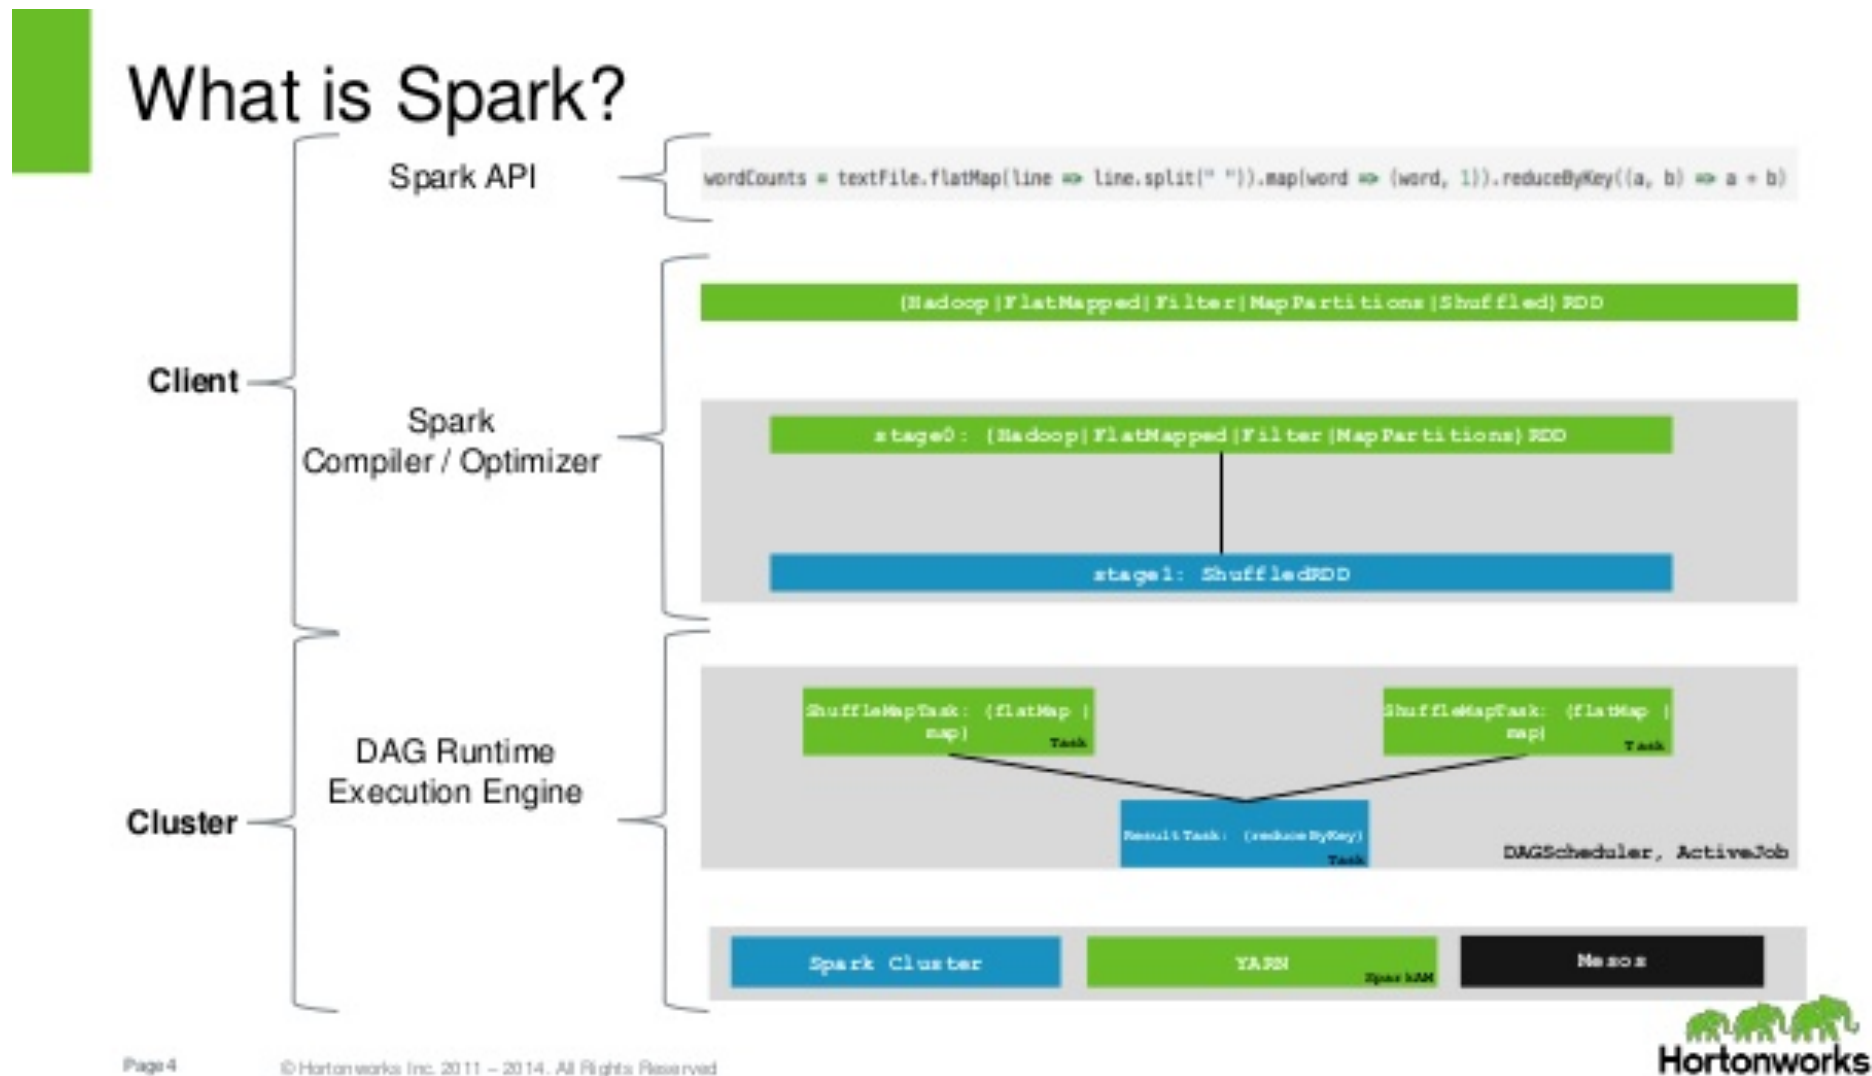 What is Spark?
Spark API
wordCounts = textFile.flatMap(line => line.split(" ")).map(word => (word, 1)).reduceByKey((a, b) => a + b)
(Hadoop|FlatMapped|Filter|MapPartitions|Shuffled)RDD
Client
Spark
Compiler / Optimizer
stage0: (Hadoop|FlatMapped|Filter|MapPartitions)RDD
stage1: ShuffledRDD
Cluster
DAG Runtime
Execution Engine
ShuffleMapTask: (flatMap |
map)
Task
ShuffleMapTask: (flatMap |
map)
Task
ResultTask: (reduceByKey)
Task
DAGScheduler, ActiveJob
Spark Cluster
YARN
SparkAM
Mesos
Page 4
© Hortonworks Inc. 2011 – 2014. All Rights Reserved
Hortonworks